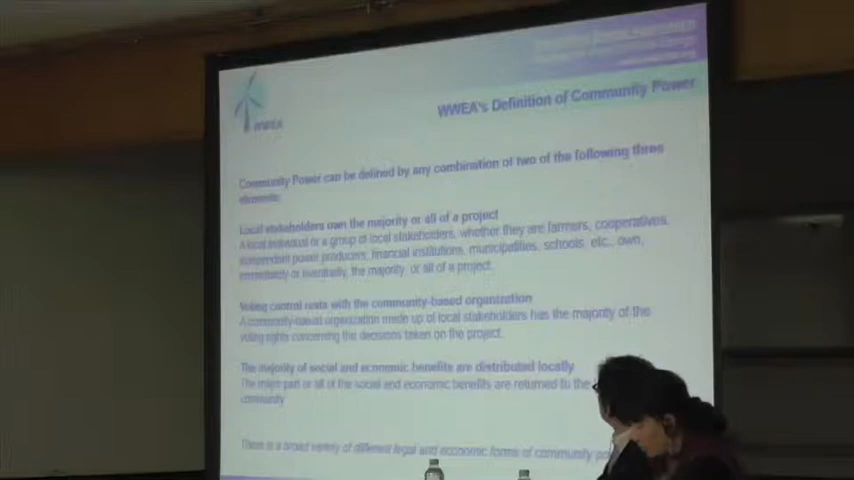 WWEA
WWEA's Definition of Community Power
Community Power can be defined by any combination of two of the following three
elements:
Local stakeholders own the majority or all of a project
A local individual or a group of local stakeholders, whether they are farmers, cooperatives,
independent power producers, financial institutions, municipalities, schools, etc., own,
immediately or eventually, the majority or all of a project.
Voting control rests with the community-based organization
A community-based organization made up of local stakeholders has the majority of the
voting rights concerning the decisions taken on the project.
The majority of social and economic benefits are distributed locally
The major part or all of the social and economic benefits are returned to the
community
There is a broad variety of different legal and economic forms of community